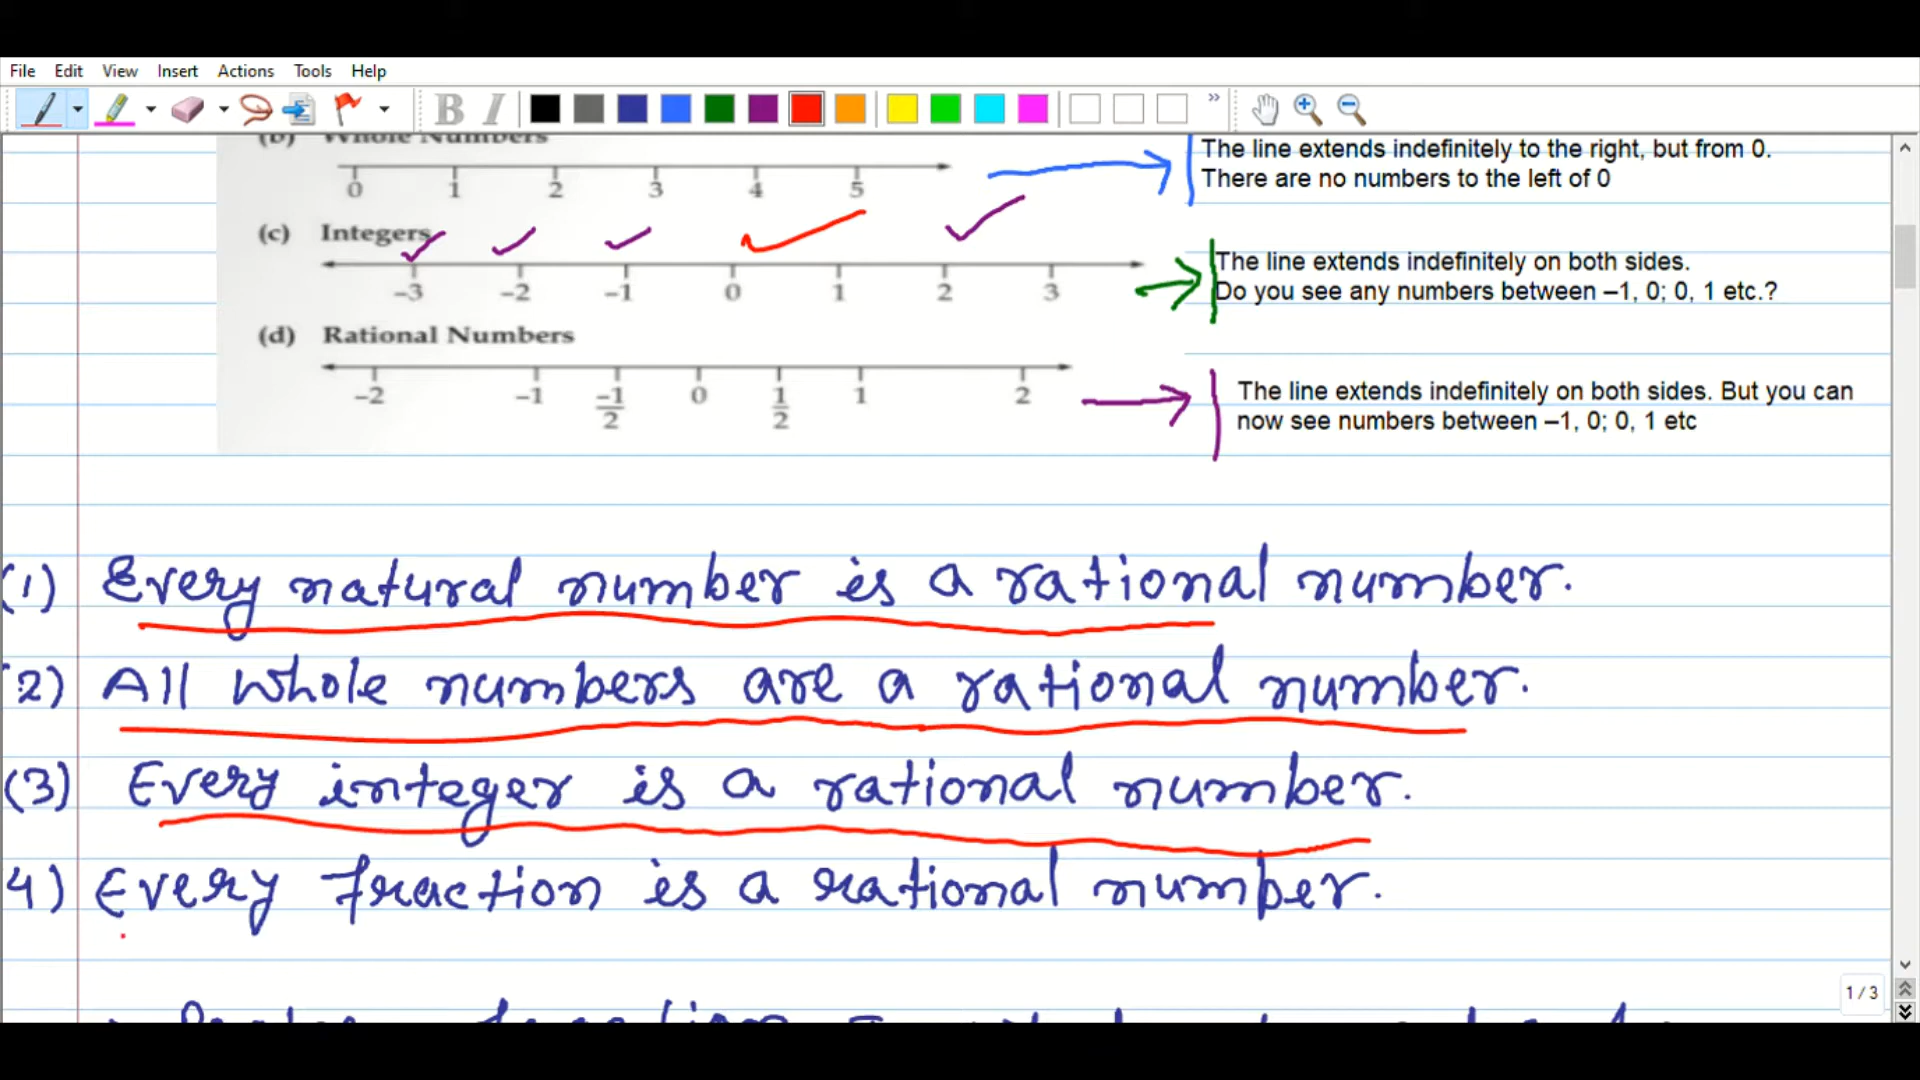 File Edit View Insert Actions Tools Help
B I
(b) Whole Numbers
0 1 2 3 4 5
The line extends indefinitely to the right, but from 0.
There are no numbers to the left of 0
(c) Integers
–3 –2 –1 0 1 2 3
The line extends indefinitely on both sides.
Do you see any numbers between –1, 0; 0, 1 etc.?
(d) Rational Numbers
–2 –1 –1/2 0 1/2 1 2
The line extends indefinitely on both sides. But you can
now see numbers between –1, 0; 0, 1 etc
(1) Every natural number is a rational number.
(2) All whole numbers are a rational number.
(3) Every integer is a rational number.
4) Every fraction is a rational number.
1 / 3